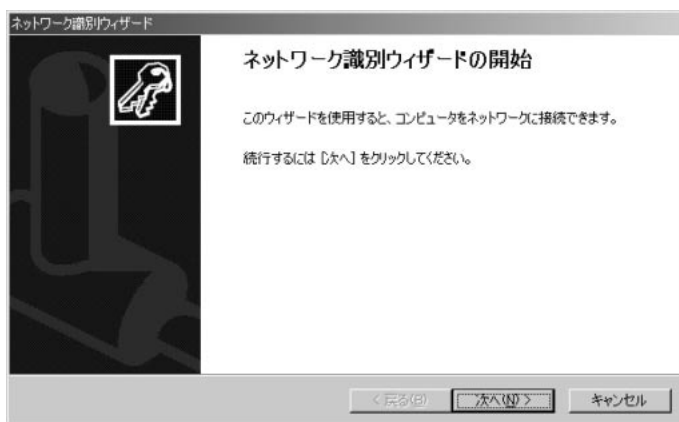 ネットワーク識別ウィザード
ネットワーク識別ウィザードの開始
このウィザードを使用すると、コンピュータをネットワークに接続できます。
続行するには [次へ] をクリックしてください。
< 戻る(B)
次へ(N) >
キャンセル